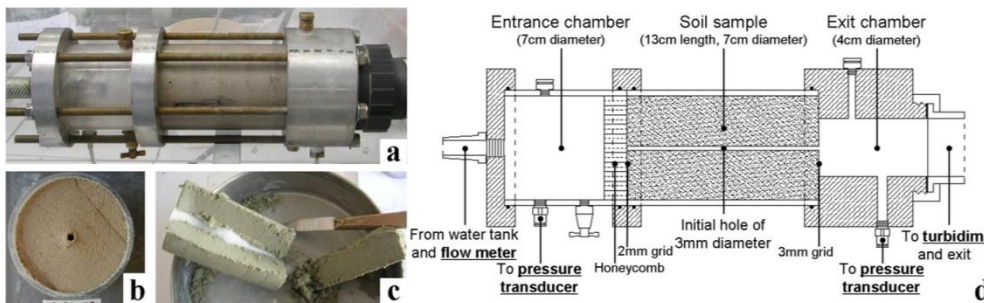 Entrance chamber
(7cm diameter)
Soil sample
(13cm length, 7cm diameter)
Exit chamber
(4cm diameter)
From water tank
and flow meter
To pressure
transducer
2mm grid
Honeycomb
Initial hole of
3mm diameter
3mm grid
To turbidim
and exit
To pressure
transducer
a
b
c
d